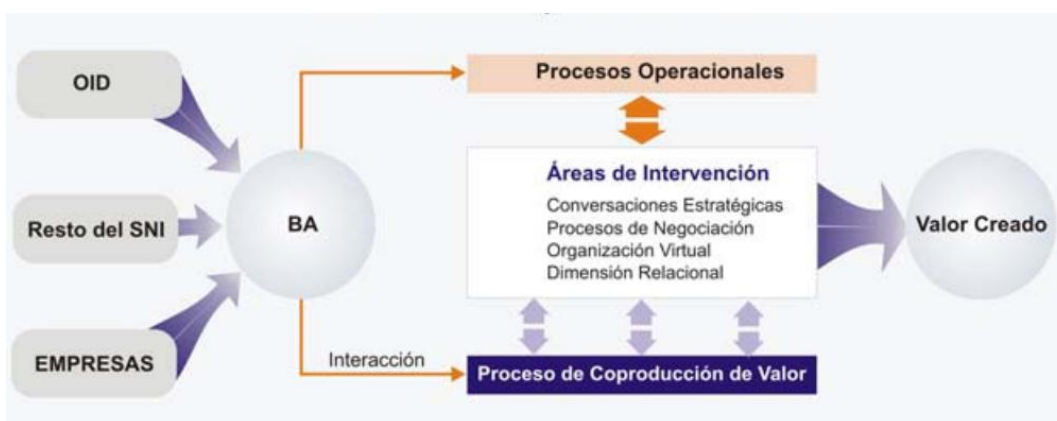 OID
Resto del SNI
EMPRESAS
BA
Interacción
Procesos Operacionales
Áreas de Intervención
Conversaciones Estratégicas
Procesos de Negociación
Organización Virtual
Dimensión Relacional
Proceso de Coproducción de Valor
Valor Creado